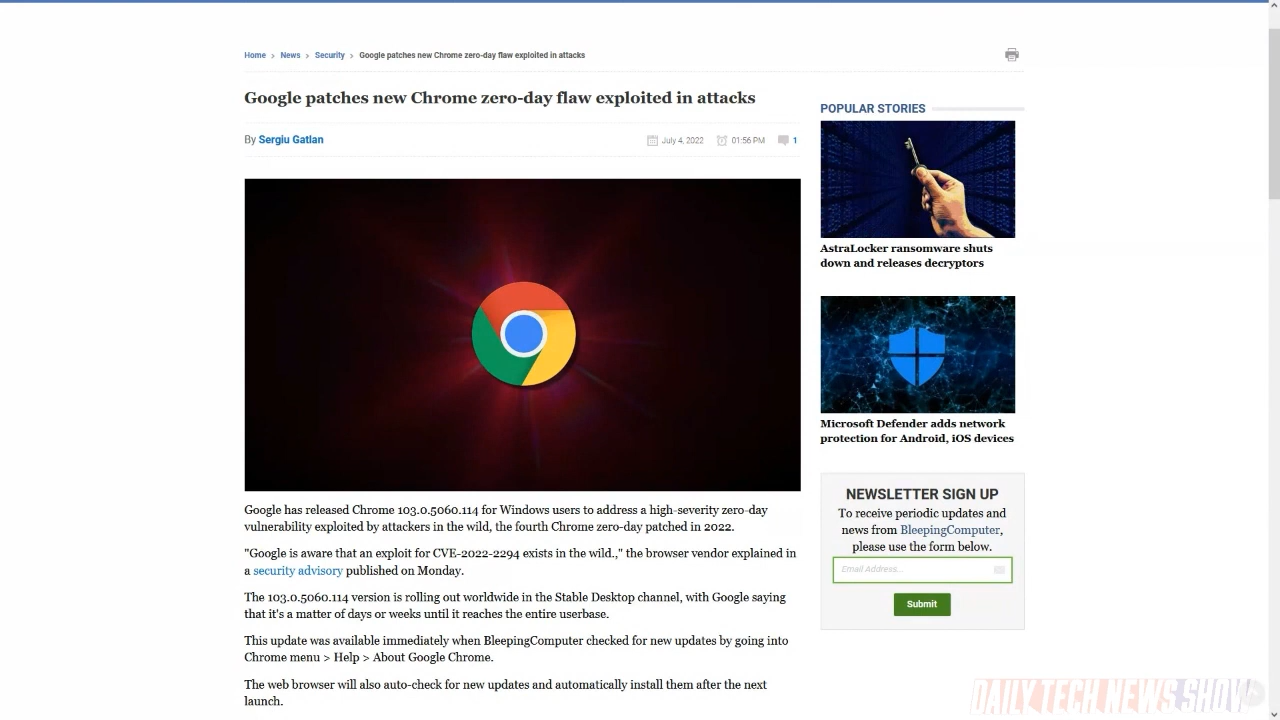 Home > News > Security > Google patches new Chrome zero-day flaw exploited in attacks
Google patches new Chrome zero-day flaw exploited in attacks
By Sergiu Gatlan
July 4, 2022 01:56 PM 1
Google has released Chrome 103.0.5060.114 for Windows users to address a high-severity zero-day
vulnerability exploited by attackers in the wild, the fourth Chrome zero-day patched in 2022.
"Google is aware that an exploit for CVE-2022-2294 exists in the wild.," the browser vendor explained in
a security advisory published on Monday.
The 103.0.5060.114 version is rolling out worldwide in the Stable Desktop channel, with Google saying
that it's a matter of days or weeks until it reaches the entire userbase.
This update was available immediately when BleepingComputer checked for new updates by going into
Chrome menu > Help > About Google Chrome.
The web browser will also auto-check for new updates and automatically install them after the next
launch.
POPULAR STORIES
AstraLocker ransomware shuts
down and releases decryptors
Microsoft Defender adds network
protection for Android, iOS devices
NEWSLETTER SIGN UP
To receive periodic updates and
news from BleepingComputer,
please use the form below.
Email Address...
Submit
DAILY TECH NEWS SHOW